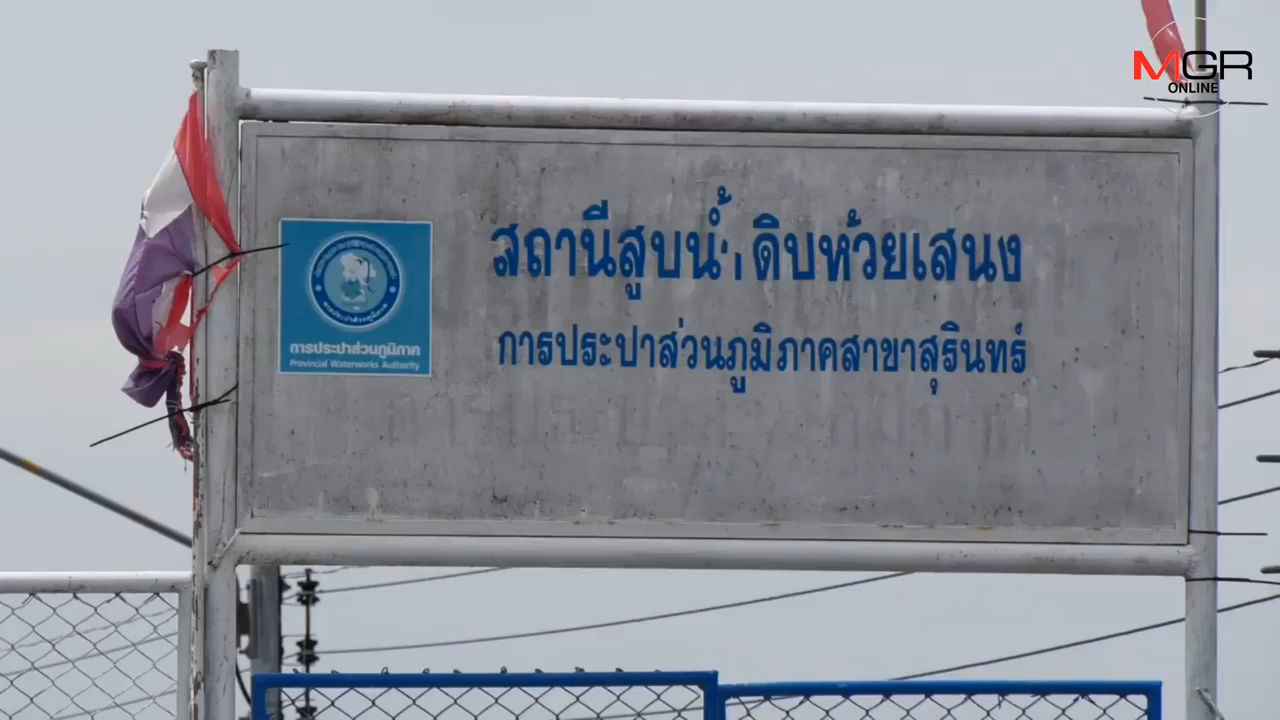 MGR
ONLINE
สถานีสูบน้ำดิบห้วยเสนง
การประปาส่วนภูมิภาคสาขาสุรินทร์
การประปาส่วนภูมิภาค
Provincial Waterworks Authority